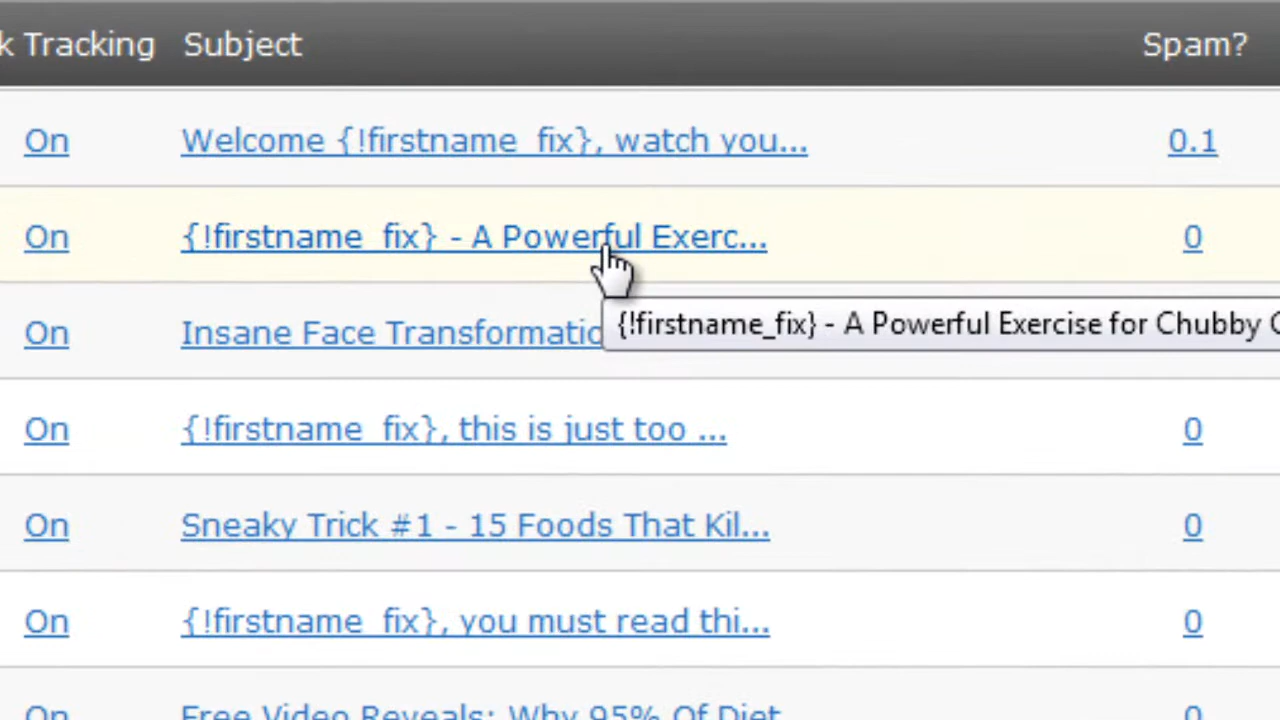 k Tracking Subject Spam?
On Welcome {!firstname_fix}, watch you... 0.1
On {!firstname_fix} - A Powerful Exerc... 0
{!firstname_fix} - A Powerful Exercise for Chubby C
On Insane Face Transformatio
On {!firstname_fix}, this is just too ... 0
On Sneaky Trick #1 - 15 Foods That Kil... 0
On {!firstname_fix}, you must read thi... 0
On Free Video Reveals: Why 95% Of Diet 0